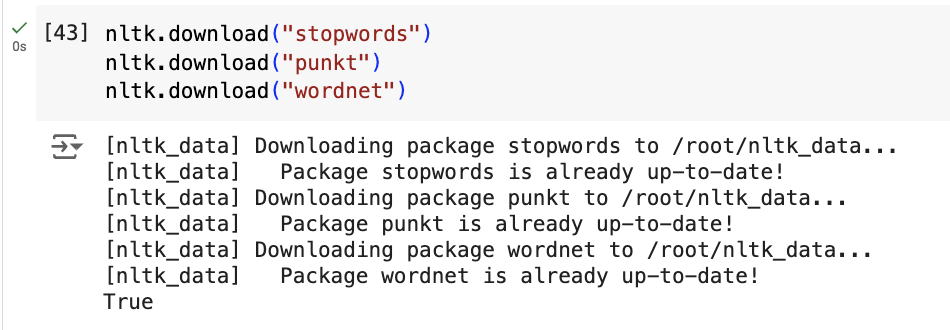 [43] nltk.download("stopwords")
0s
nltk.download("punkt")
nltk.download("wordnet")
[nltk_data] Downloading package stopwords to /root/nltk_data...
[nltk_data]   Package stopwords is already up-to-date!
[nltk_data] Downloading package punkt to /root/nltk_data...
[nltk_data]   Package punkt is already up-to-date!
[nltk_data] Downloading package wordnet to /root/nltk_data...
[nltk_data]   Package wordnet is already up-to-date!
True